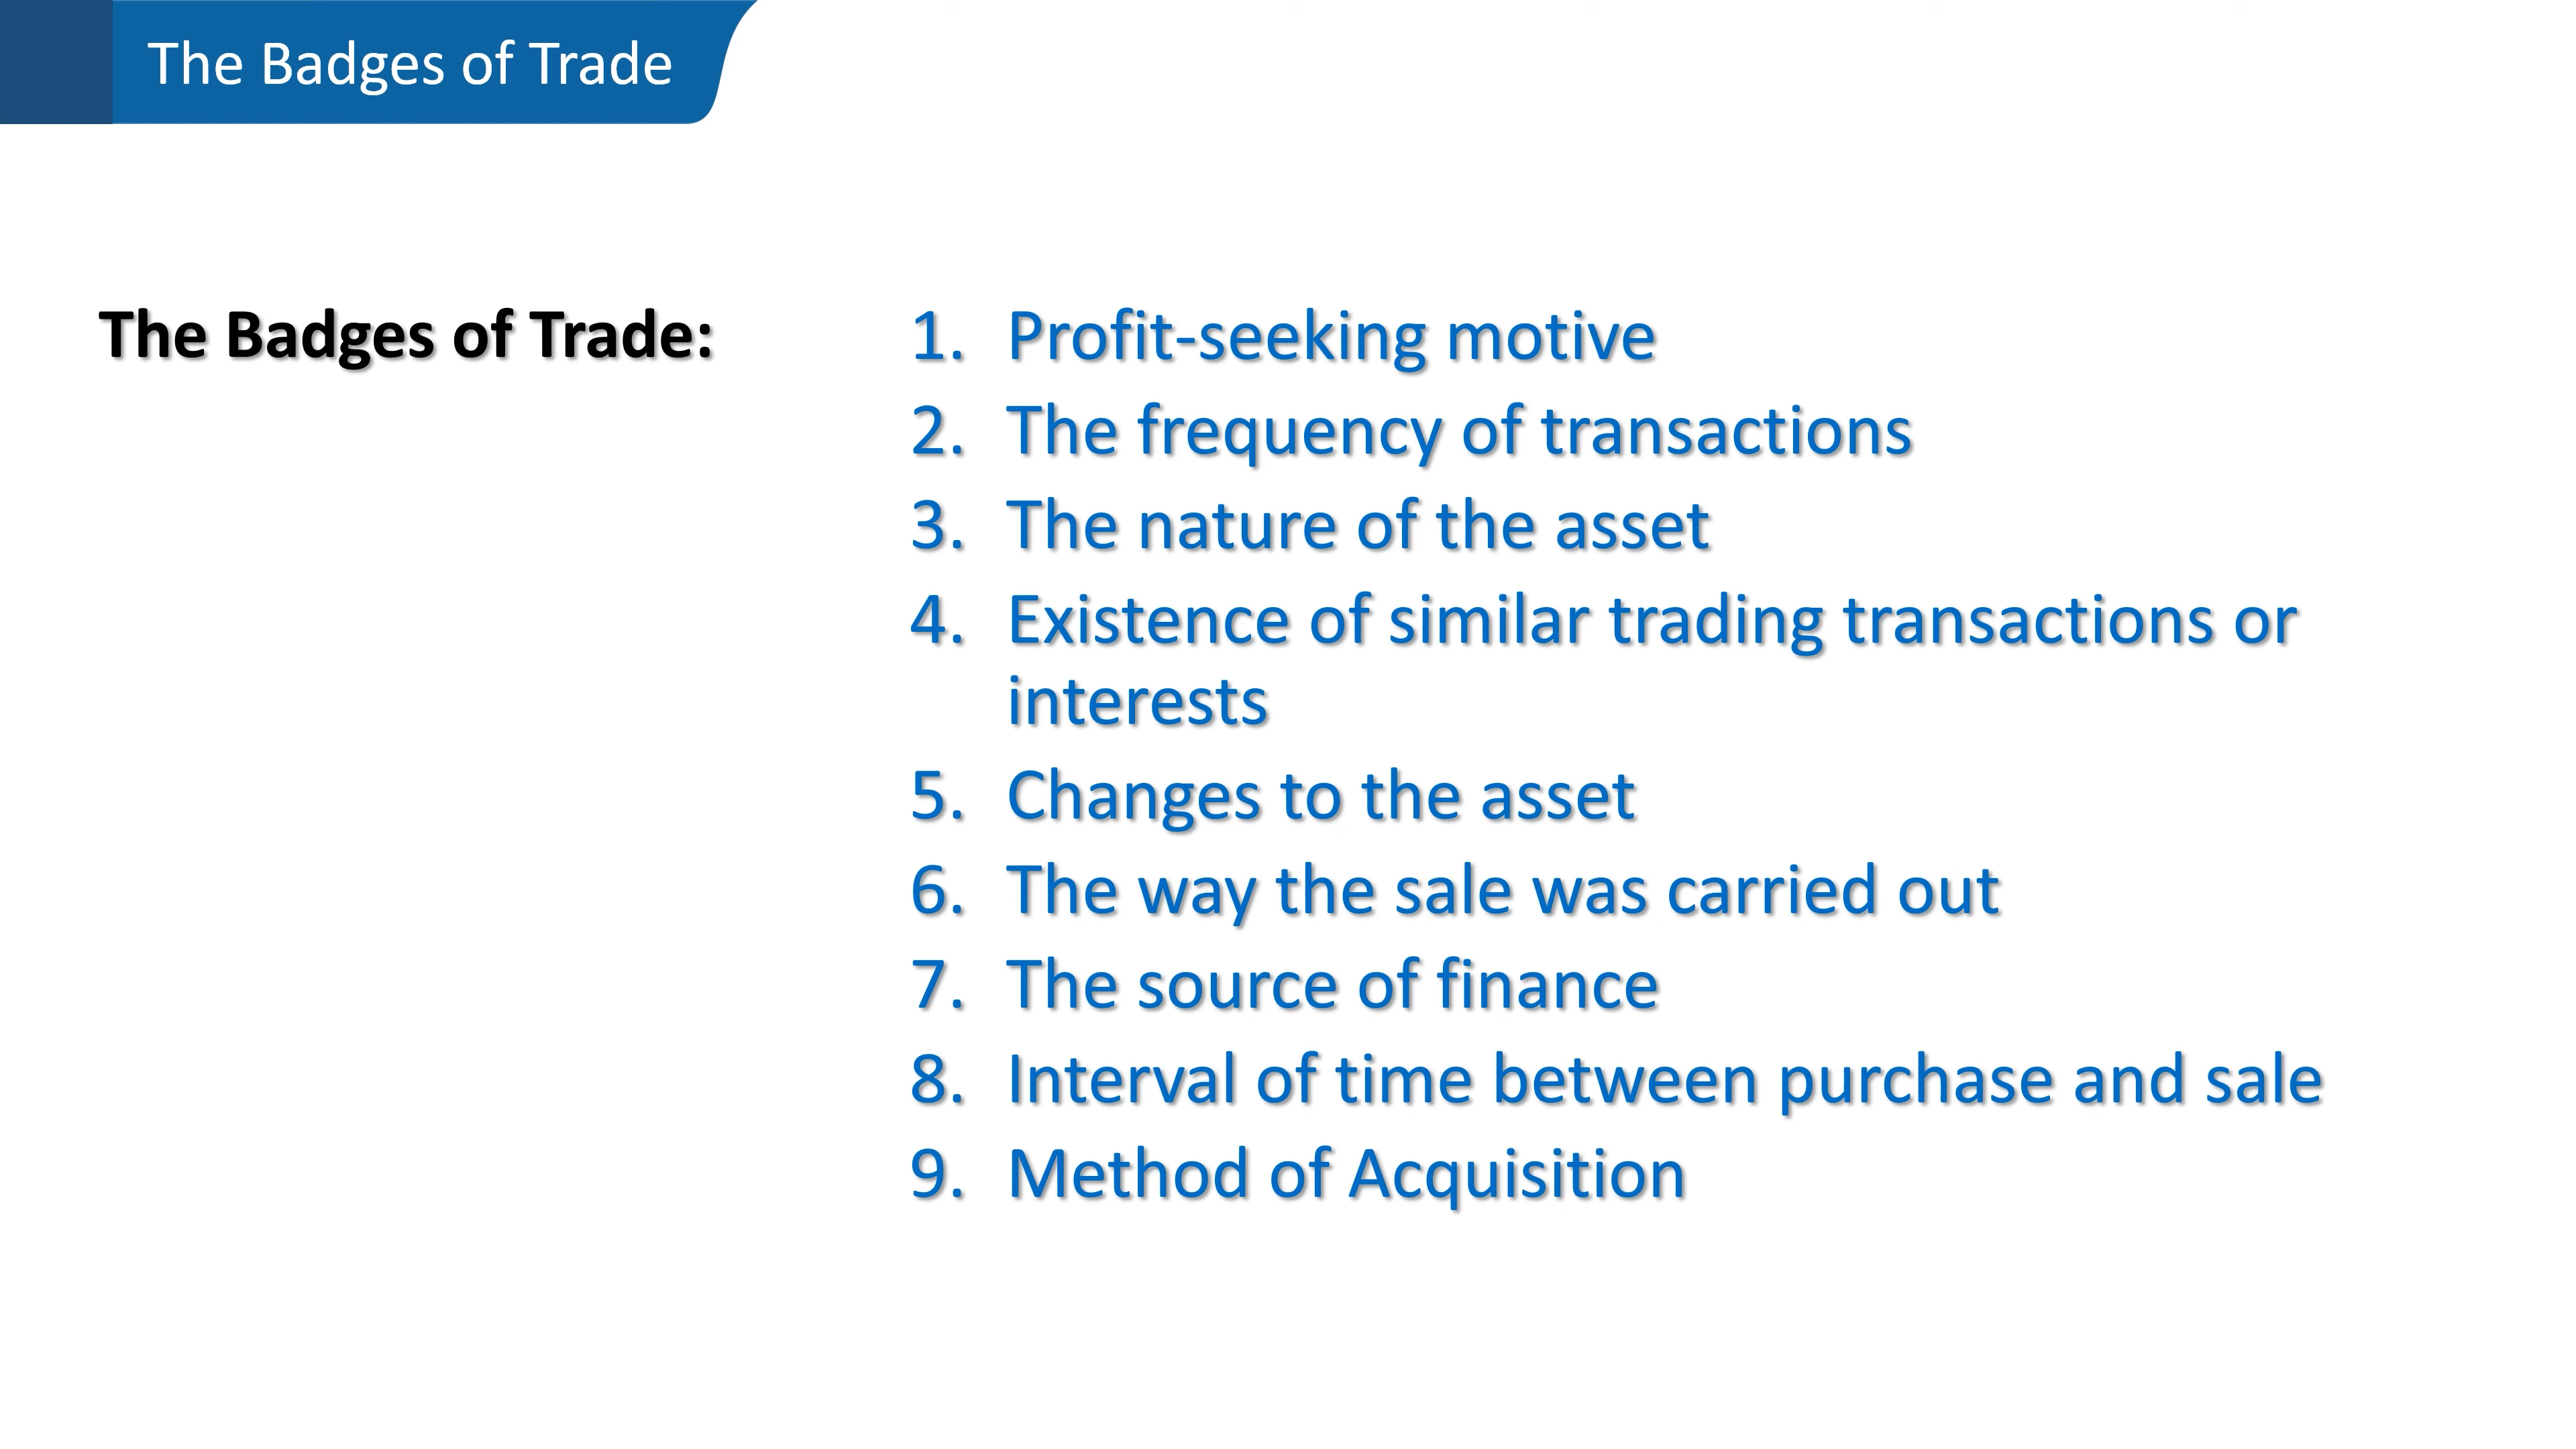 The Badges of Trade
The Badges of Trade:
1. Profit-seeking motive
2. The frequency of transactions
3. The nature of the asset
4. Existence of similar trading transactions or
interests
5. Changes to the asset
6. The way the sale was carried out
7. The source of finance
8. Interval of time between purchase and sale
9. Method of Acquisition